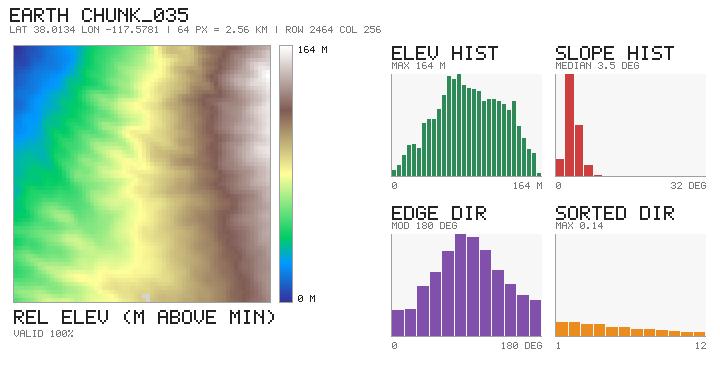 EARTH CHUNK_035
LAT 38.0134 LON -117.5781 | 64 PX = 2.56 KM | ROW 2464 COL 256
164 M
0 M
REL ELEV (M ABOVE MIN)
VALID 100%
ELEV HIST
MAX 164 M
0 164 M
SLOPE HIST
MEDIAN 3.5 DEG
0 32 DEG
EDGE DIR
MOD 180 DEG
0 180 DEG
SORTED DIR
MAX 0.14
1 12